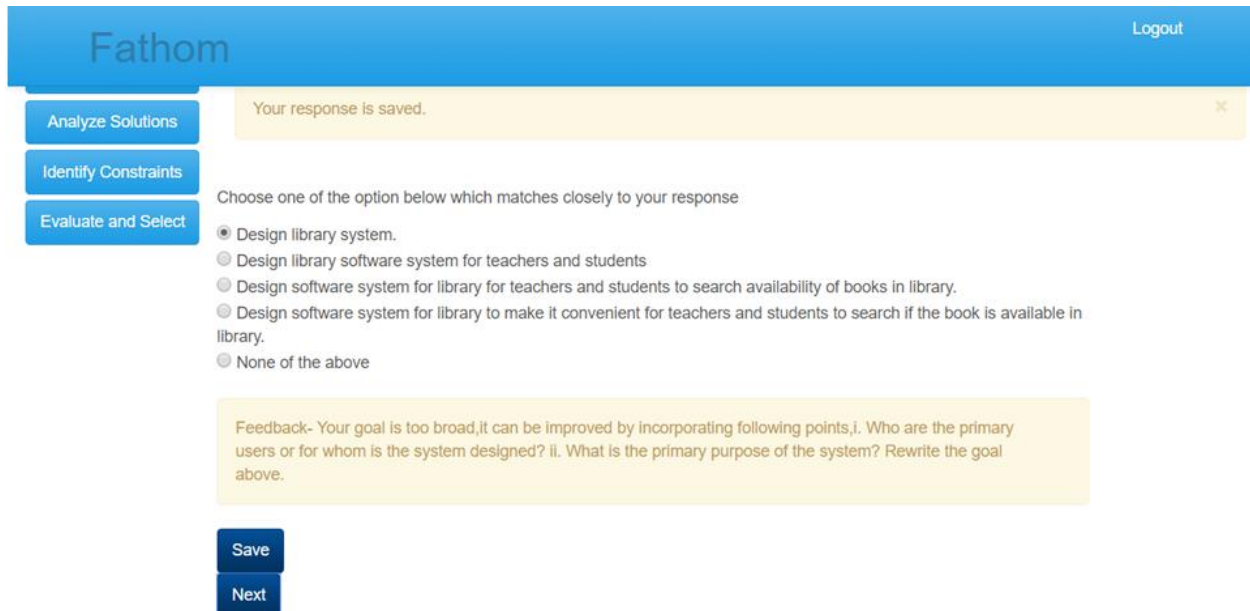 Fathom
Logout
Analyze Solutions
Identify Constraints
Evaluate and Select
Your response is saved.
×
Choose one of the option below which matches closely to your response
Design library system.
Design library software system for teachers and students
Design software system for library for teachers and students to search availability of books in library.
Design software system for library to make it convenient for teachers and students to search if the book is available in
library.
None of the above
Feedback- Your goal is too broad,it can be improved by incorporating following points,i. Who are the primary
users or for whom is the system designed? ii. What is the primary purpose of the system? Rewrite the goal
above.
Save
Next